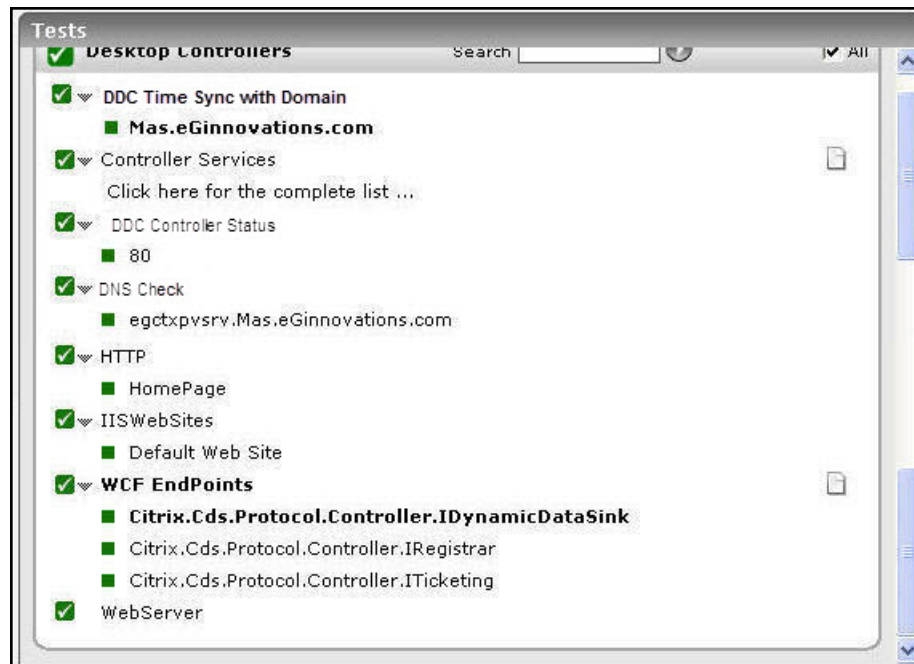 Tests
Desktop Controllers Search All
DDC Time Sync with Domain
Mas.eGinnovations.com
Controller Services
Click here for the complete list ...
DDC Controller Status
80
DNS Check
egctxpvsrv.Mas.eGinnovations.com
HTTP
HomePage
IISWebSites
Default Web Site
WCF EndPoints
Citrix.Cds.Protocol.Controller.IDynamicDataSink
Citrix.Cds.Protocol.Controller.IRegistrar
Citrix.Cds.Protocol.Controller.ITicketing
WebServer